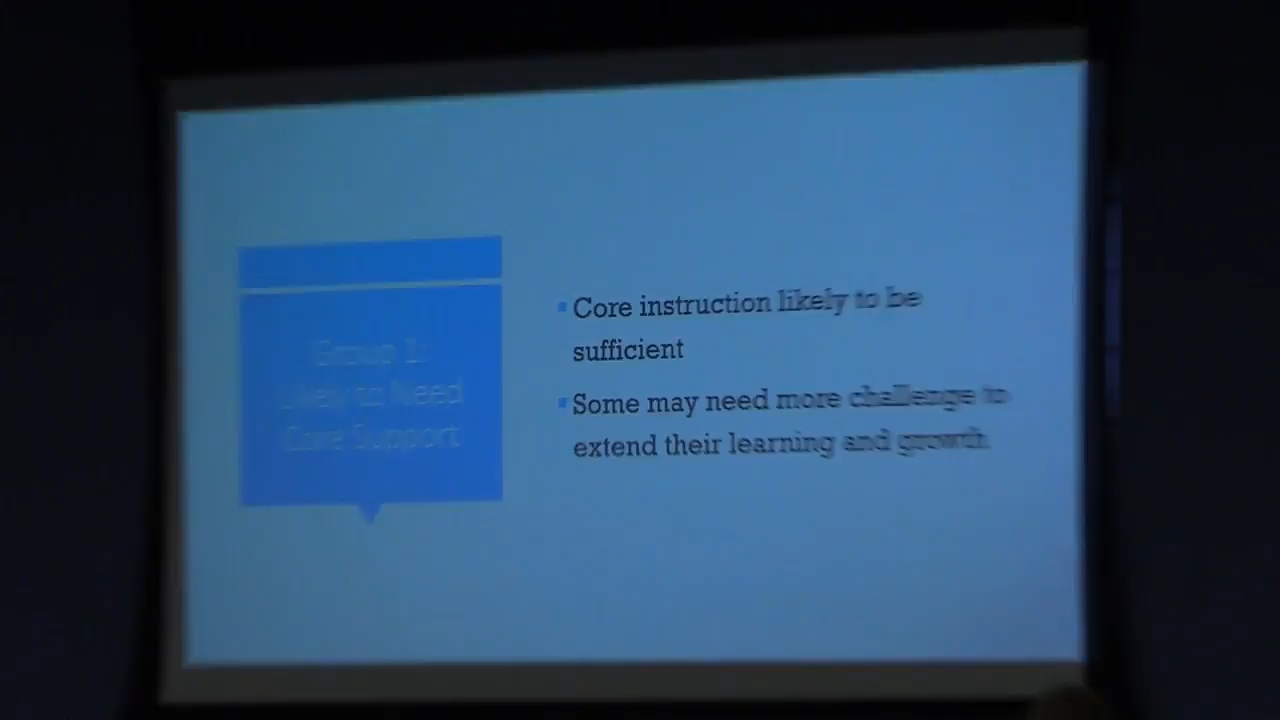 Group 1:
Likely to Need
Core Support
Core instruction likely to be
sufficient
Some may need more challenge to
extend their learning and growth